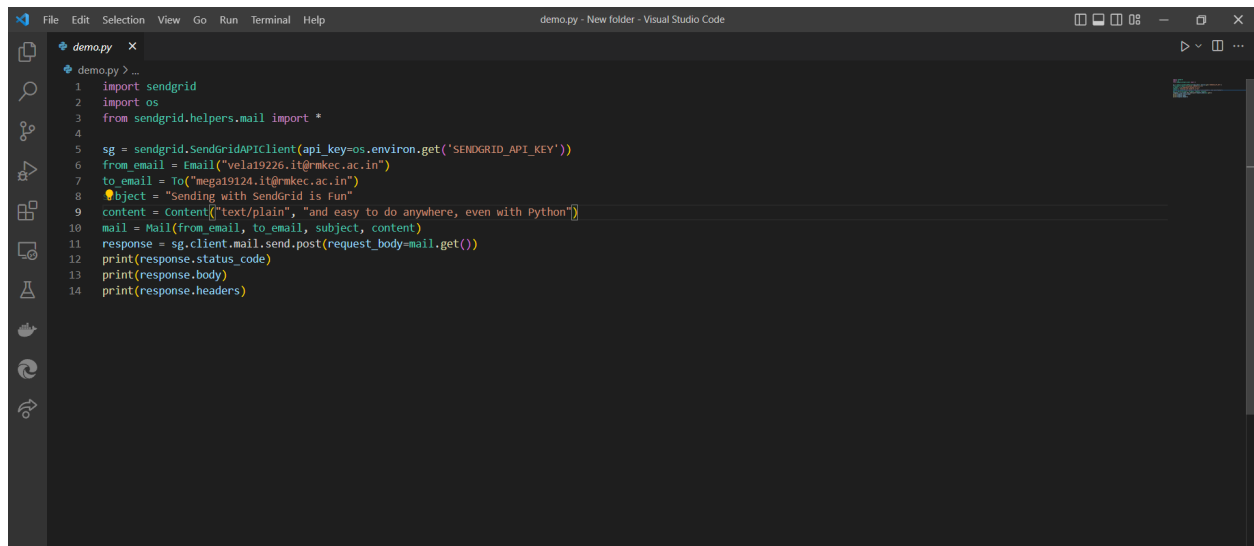 File Edit Selection View Go Run Terminal Help demo.py - New folder - Visual Studio Code
demo.py
demo.py > ...
1 import sendgrid
2 import os
3 from sendgrid.helpers.mail import *
4
5 sg = sendgrid.SendGridAPIClient(api_key=os.environ.get('SENDGRID_API_KEY'))
6 from_email = Email("vela19226.it@rmkec.ac.in")
7 to_email = To("mega19124.it@rmkec.ac.in")
8 bject = "Sending with SendGrid is Fun"
9 content = Content("text/plain", "and easy to do anywhere, even with Python")
10 mail = Mail(from_email, to_email, subject, content)
11 response = sg.client.mail.send.post(request_body=mail.get())
12 print(response.status_code)
13 print(response.body)
14 print(response.headers)